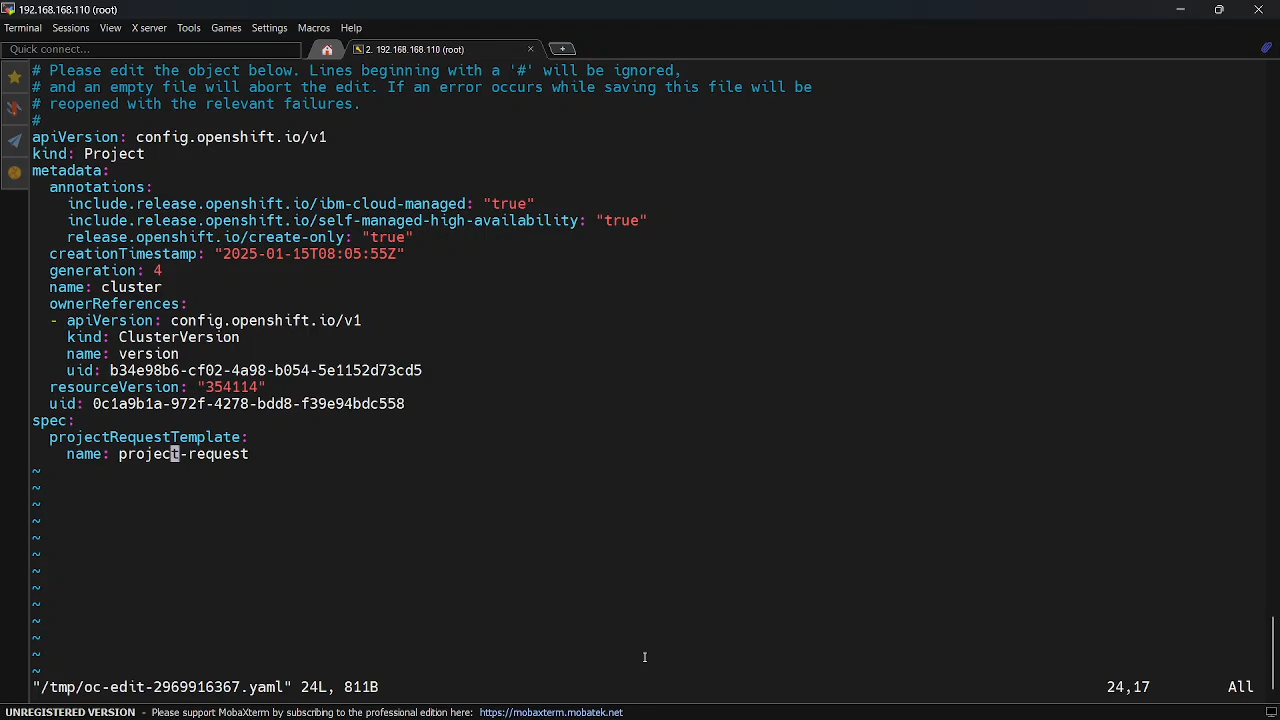 192.168.168.110 (root)
Terminal Sessions View X server Tools Games Settings Macros Help
Quick connect...
2. 192.168.168.110 (root)
# Please edit the object below. Lines beginning with a '#' will be ignored,
# and an empty file will abort the edit. If an error occurs while saving this file will be
# reopened with the relevant failures.
#
apiVersion: config.openshift.io/v1
kind: Project
metadata:
  annotations:
    include.release.openshift.io/ibm-cloud-managed: "true"
    include.release.openshift.io/self-managed-high-availability: "true"
    release.openshift.io/create-only: "true"
  creationTimestamp: "2025-01-15T08:05:55Z"
  generation: 4
  name: cluster
  ownerReferences:
  - apiVersion: config.openshift.io/v1
    kind: ClusterVersion
    name: version
    uid: b34e98b6-cf02-4a98-b054-5e1152d73cd5
  resourceVersion: "354114"
  uid: 0c1a9b1a-972f-4278-bdd8-f39e94bdc558
spec:
  projectRequestTemplate:
    name: project-request
~
~
~
~
~
~
~
~
~
~
~
~
~
"/tmp/oc-edit-2969916367.yaml" 24L, 811B 24,17 All
UNREGISTERED VERSION - Please support MobaXterm by subscribing to the professional edition here: https://mobaxterm.mobatek.net